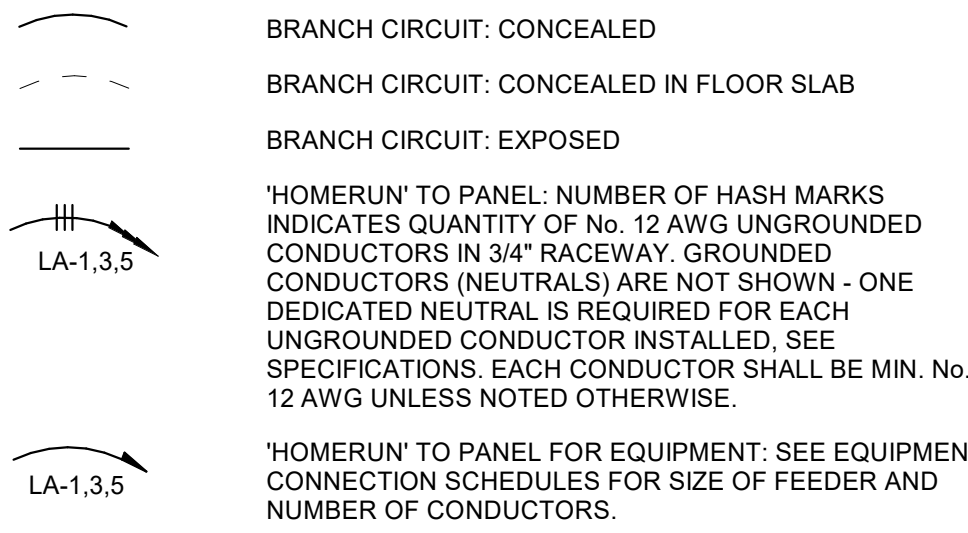 BRANCH CIRCUIT: CONCEALED
BRANCH CIRCUIT: CONCEALED IN FLOOR SLAB
BRANCH CIRCUIT: EXPOSED
LA-1,3,5
'HOMERUN' TO PANEL: NUMBER OF HASH MARKS
INDICATES QUANTITY OF No. 12 AWG UNGROUNDED
CONDUCTORS IN 3/4" RACEWAY. GROUNDED
CONDUCTORS (NEUTRALS) ARE NOT SHOWN - ONE
DEDICATED NEUTRAL IS REQUIRED FOR EACH
UNGROUNDED CONDUCTOR INSTALLED, SEE
SPECIFICATIONS. EACH CONDUCTOR SHALL BE MIN. No.
12 AWG UNLESS NOTED OTHERWISE.
LA-1,3,5
'HOMERUN' TO PANEL FOR EQUIPMENT: SEE EQUIPMEN
CONNECTION SCHEDULES FOR SIZE OF FEEDER AND
NUMBER OF CONDUCTORS.